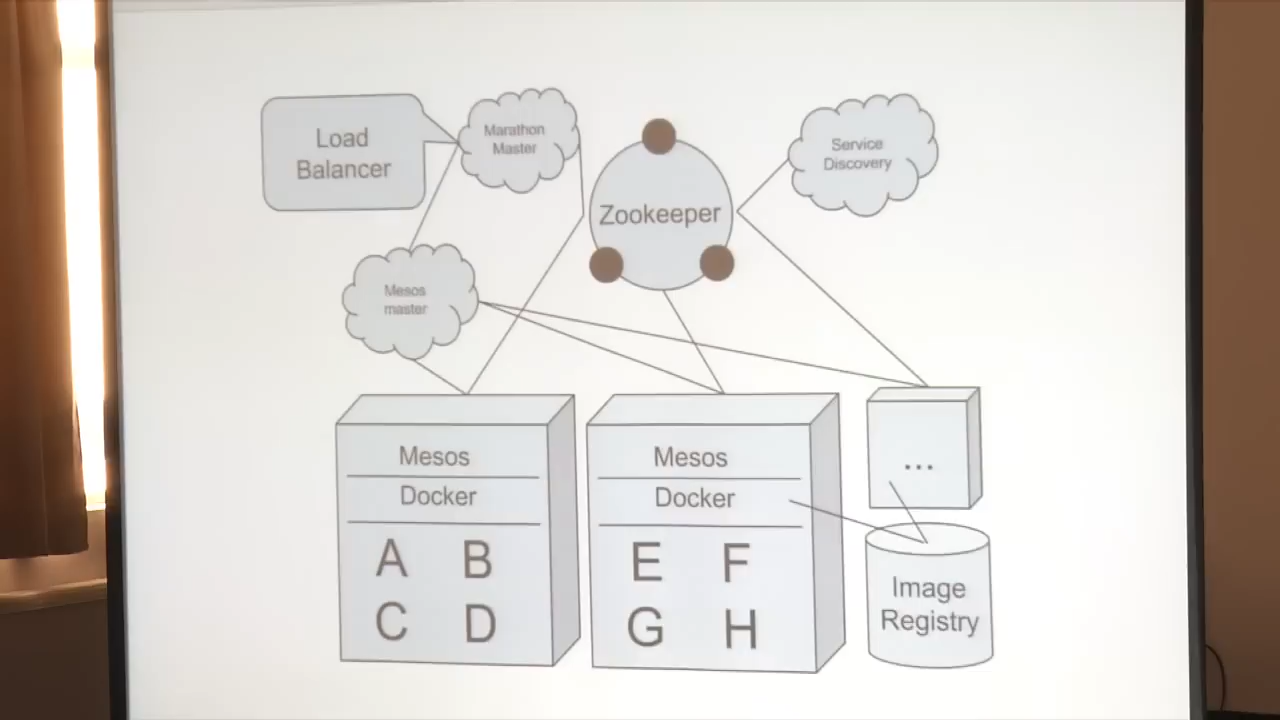 Load
Balancer
Marathon
Master
Zookeeper
Service
Discovery
Mesos
master
Mesos
Docker
A B
C D
Mesos
Docker
E F
G H
...
Image
Registry